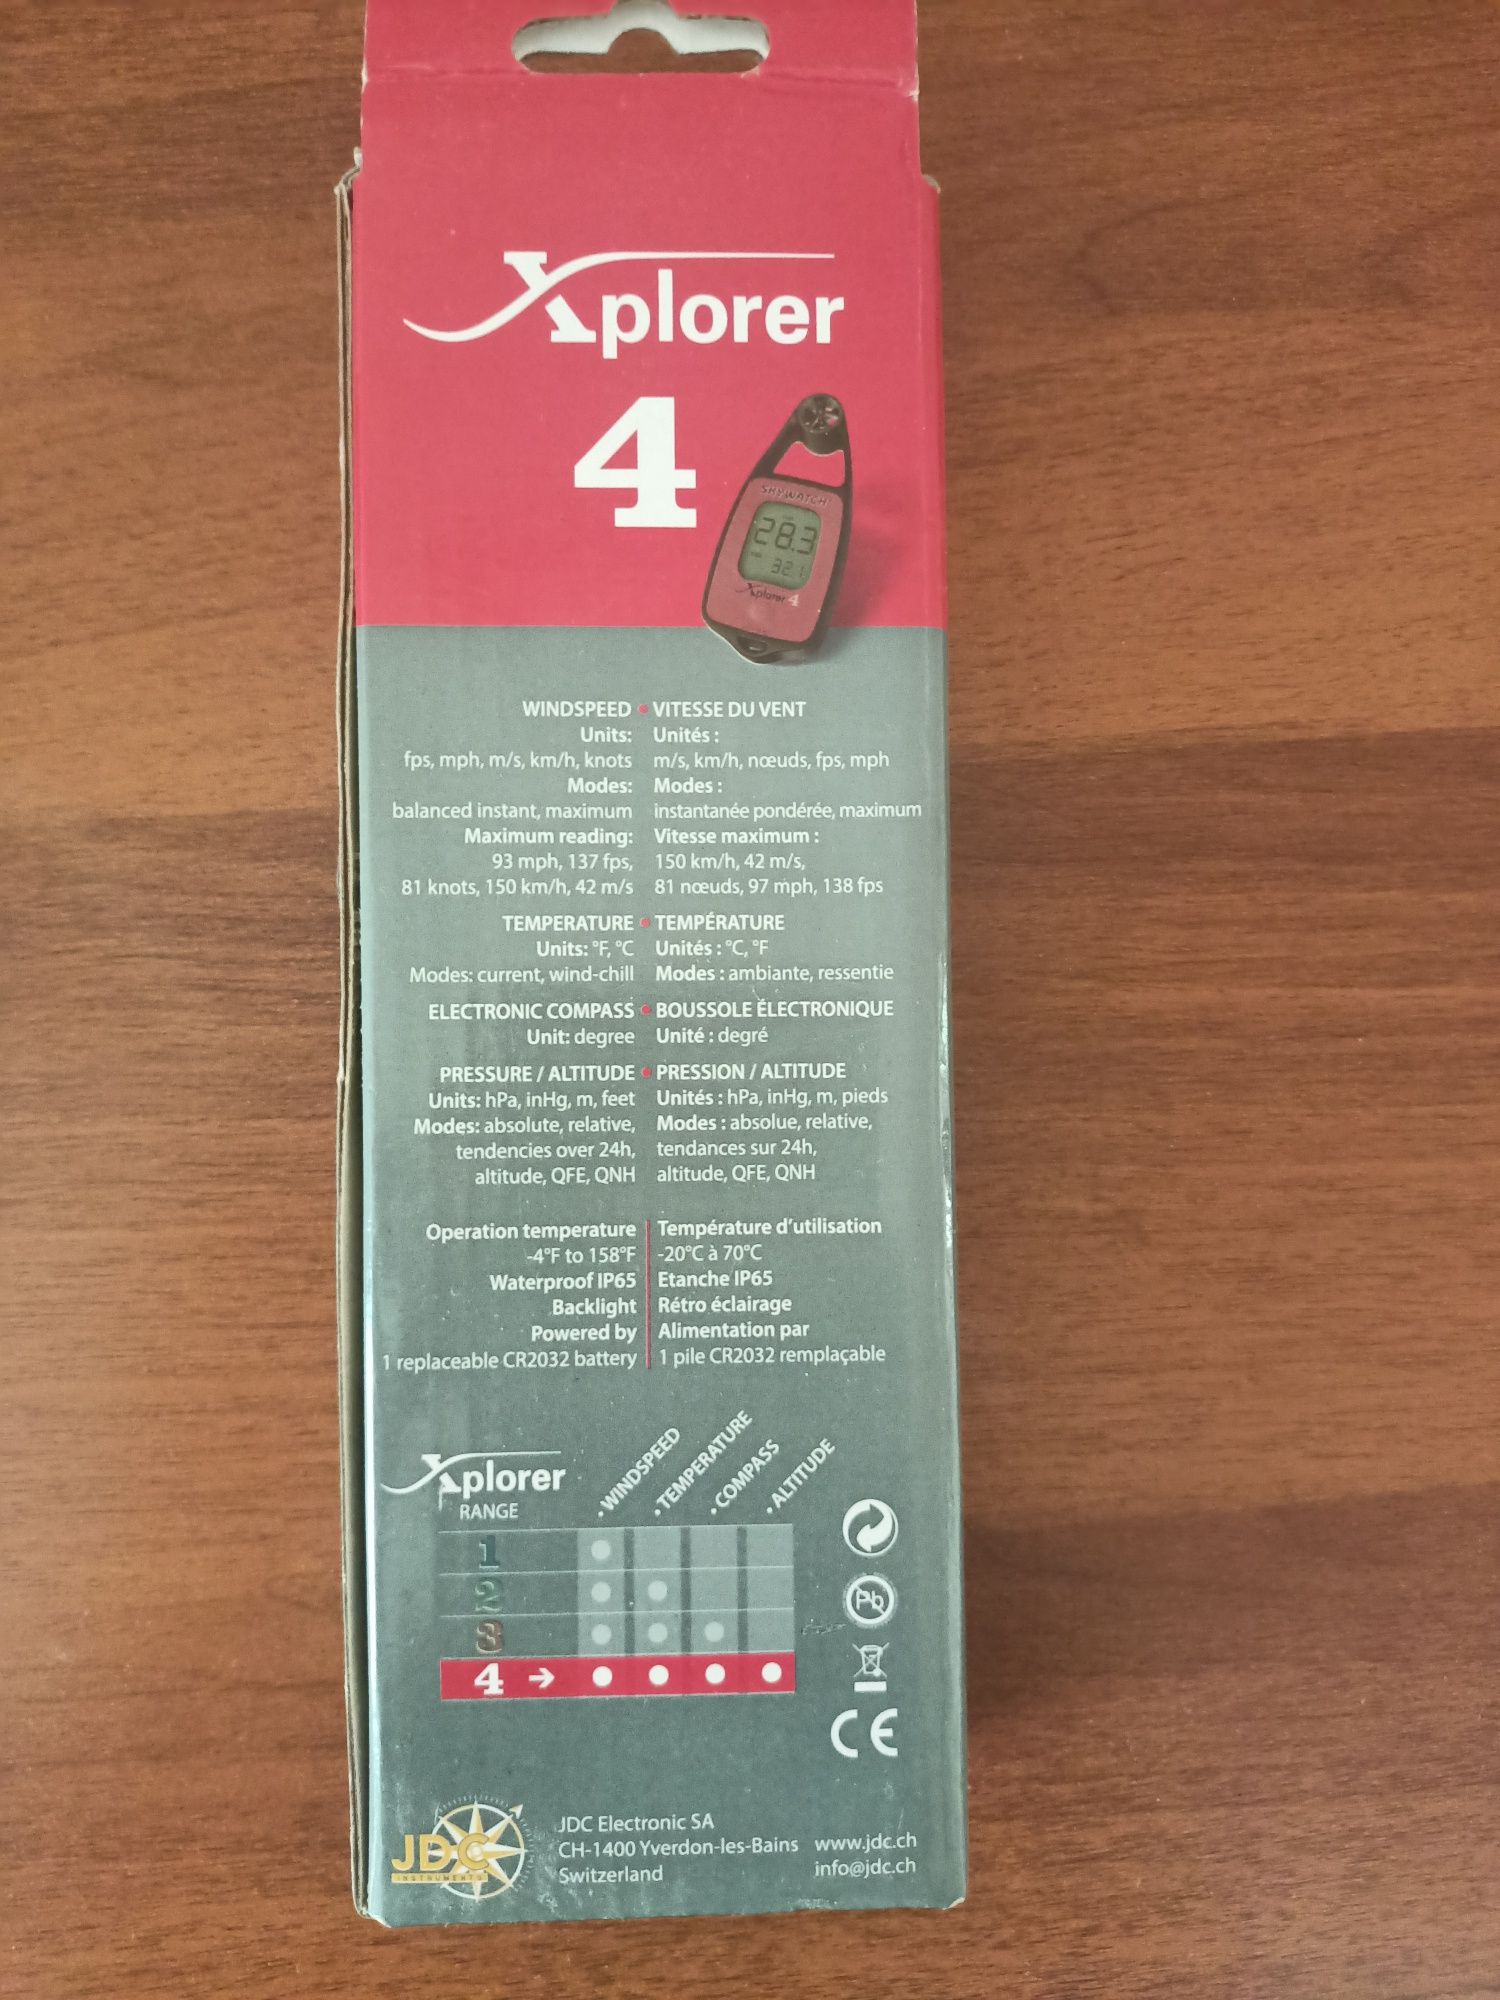 Xplorer
4
SKYWATCH
28.3
32.1
Xplorer 4
WINDSPEED • VITESSE DU VENT
Units: Unités :
fps, mph, m/s, km/h, knots m/s, km/h, nœuds, fps, mph
Modes: Modes :
balanced instant, maximum instantanée pondérée, maximum
Maximum reading: Vitesse maximum :
93 mph, 137 fps, 150 km/h, 42 m/s,
81 knots, 150 km/h, 42 m/s 81 nœuds, 97 mph, 138 fps
TEMPERATURE • TEMPÉRATURE
Units: °F, °C Unités : °C, °F
Modes: current, wind-chill Modes : ambiante, ressentie
ELECTRONIC COMPASS • BOUSSOLE ÉLECTRONIQUE
Unit: degree Unité : degré
PRESSURE / ALTITUDE • PRESSION / ALTITUDE
Units: hPa, inHg, m, feet Unités : hPa, inHg, m, pieds
Modes: absolute, relative, Modes : absolue, relative,
tendencies over 24h, tendances sur 24h,
altitude, QFE, QNH altitude, QFE, QNH
Operation temperature Température d'utilisation
-4°F to 158°F -20°C à 70°C
Waterproof IP65 Etanche IP65
Backlight Rétro éclairage
Powered by Alimentation par
1 replaceable CR2032 battery 1 pile CR2032 remplaçable
Xplorer
RANGE
• WINDSPEED
• TEMPERATURE
• COMPASS
• ALTITUDE
1
2
3
4 →
Pb
CE
JDC
INSTRUMENTS
JDC Electronic SA
CH-1400 Yverdon-les-Bains www.jdc.ch
Switzerland info@jdc.ch